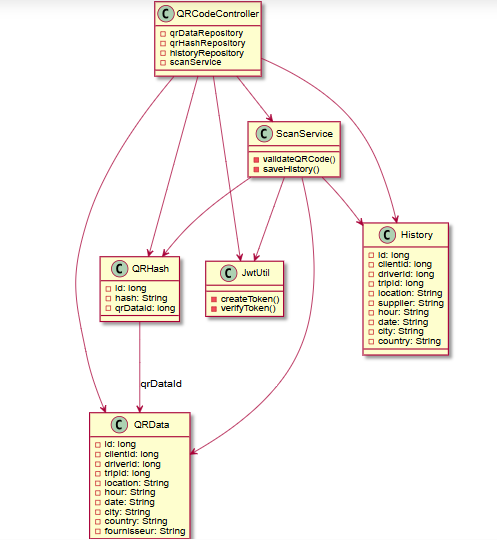 C QRCodeController
qrDataRepository
qrHashRepository
historyRepository
scanService
C ScanService
validateQRCode()
saveHistory()
C History
id: long
clientId: long
driverId: long
tripId: long
location: String
supplier: String
hour: String
date: String
city: String
country: String
C QRHash
id: long
hash: String
qrDataId: long
C JwtUtil
createToken()
verifyToken()
qrDataId
C QRData
id: long
clientId: long
driverId: long
tripId: long
location: String
hour: String
date: String
city: String
country: String
fournisseur: String